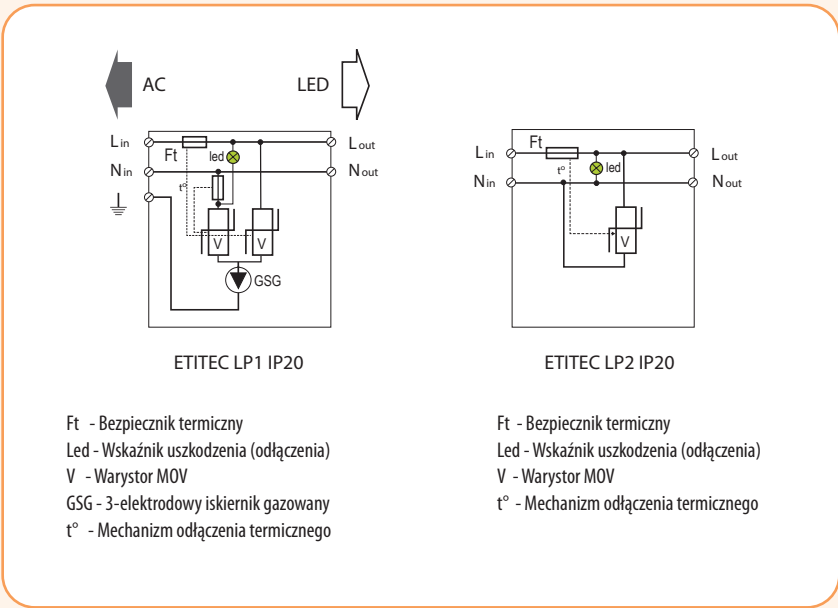 AC LED
L in Ft led L out
N in N out
t°
V V
GSG
ETITEC LP1 IP20
Ft - Bezpiecznik termiczny
Led - Wskaźnik uszkodzenia (odłączenia)
V - Warystor MOV
GSG - 3-elektrodowy iskiernik gazowany
t° - Mechanizm odłączenia termicznego
L in Ft L out
t° led
N in N out
V
ETITEC LP2 IP20
Ft - Bezpiecznik termiczny
Led - Wskaźnik uszkodzenia (odłączenia)
V - Warystor MOV
t° - Mechanizm odłączenia termicznego